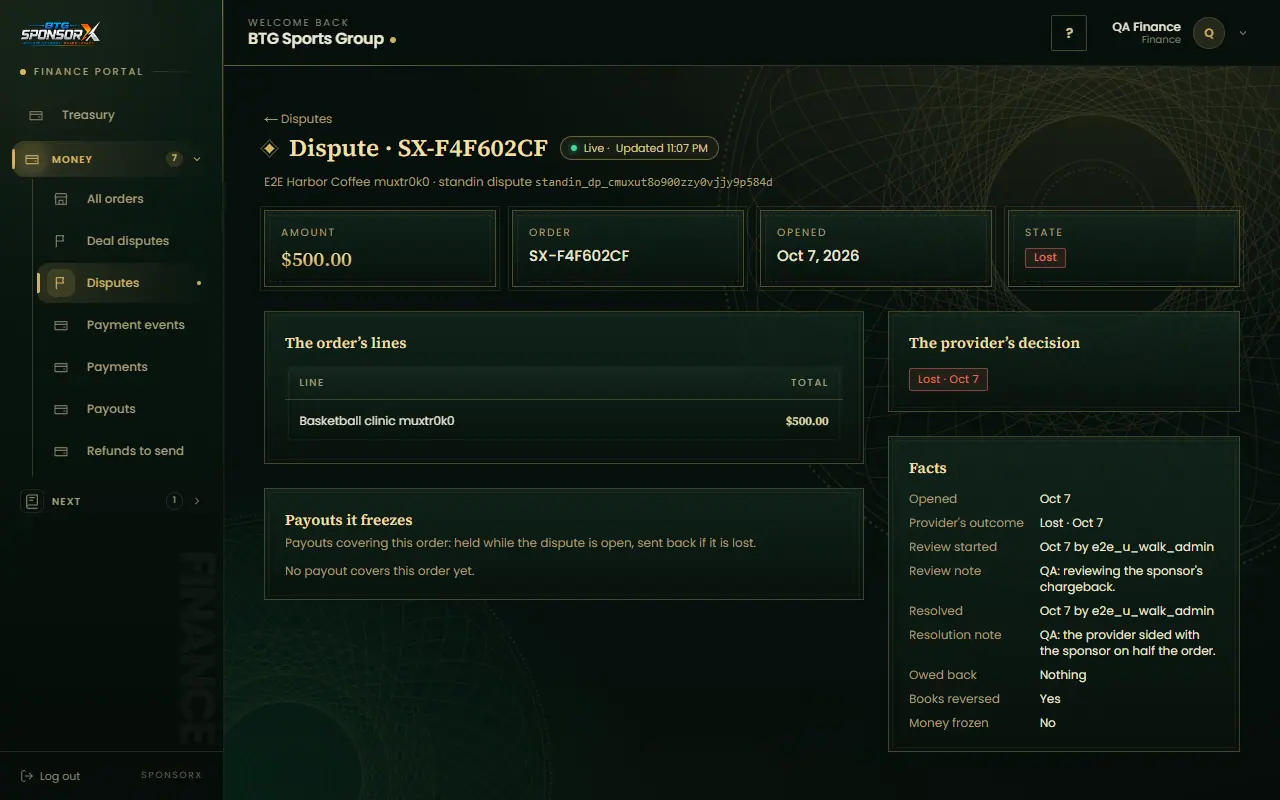 BTG
SPONSORX
FINANCE PORTAL
Treasury
MONEY 7
All orders
Deal disputes
Disputes
Payment events
Payments
Payouts
Refunds to send
NEXT 1
FINANCE
Log out SPONSORX
WELCOME BACK
BTG Sports Group
?
QA Finance
Finance
Q
← Disputes
Dispute · SX-F4F602CF
Live · Updated 11:07 PM
E2E Harbor Coffee muxtr0k0 · standin dispute standin_dp_cmuxut8o900zzy0vjjy9p584d
AMOUNT
$500.00
ORDER
SX-F4F602CF
OPENED
Oct 7, 2026
STATE
Lost
The order’s lines
LINE TOTAL
Basketball clinic muxtr0k0 $500.00
Payouts it freezes
Payouts covering this order: held while the dispute is open, sent back if it is lost.
No payout covers this order yet.
The provider’s decision
Lost · Oct 7
Facts
Opened Oct 7
Provider's outcome Lost · Oct 7
Review started Oct 7 by e2e_u_walk_admin
Review note QA: reviewing the sponsor's
chargeback.
Resolved Oct 7 by e2e_u_walk_admin
Resolution note QA: the provider sided with
the sponsor on half the order.
Owed back Nothing
Books reversed Yes
Money frozen No